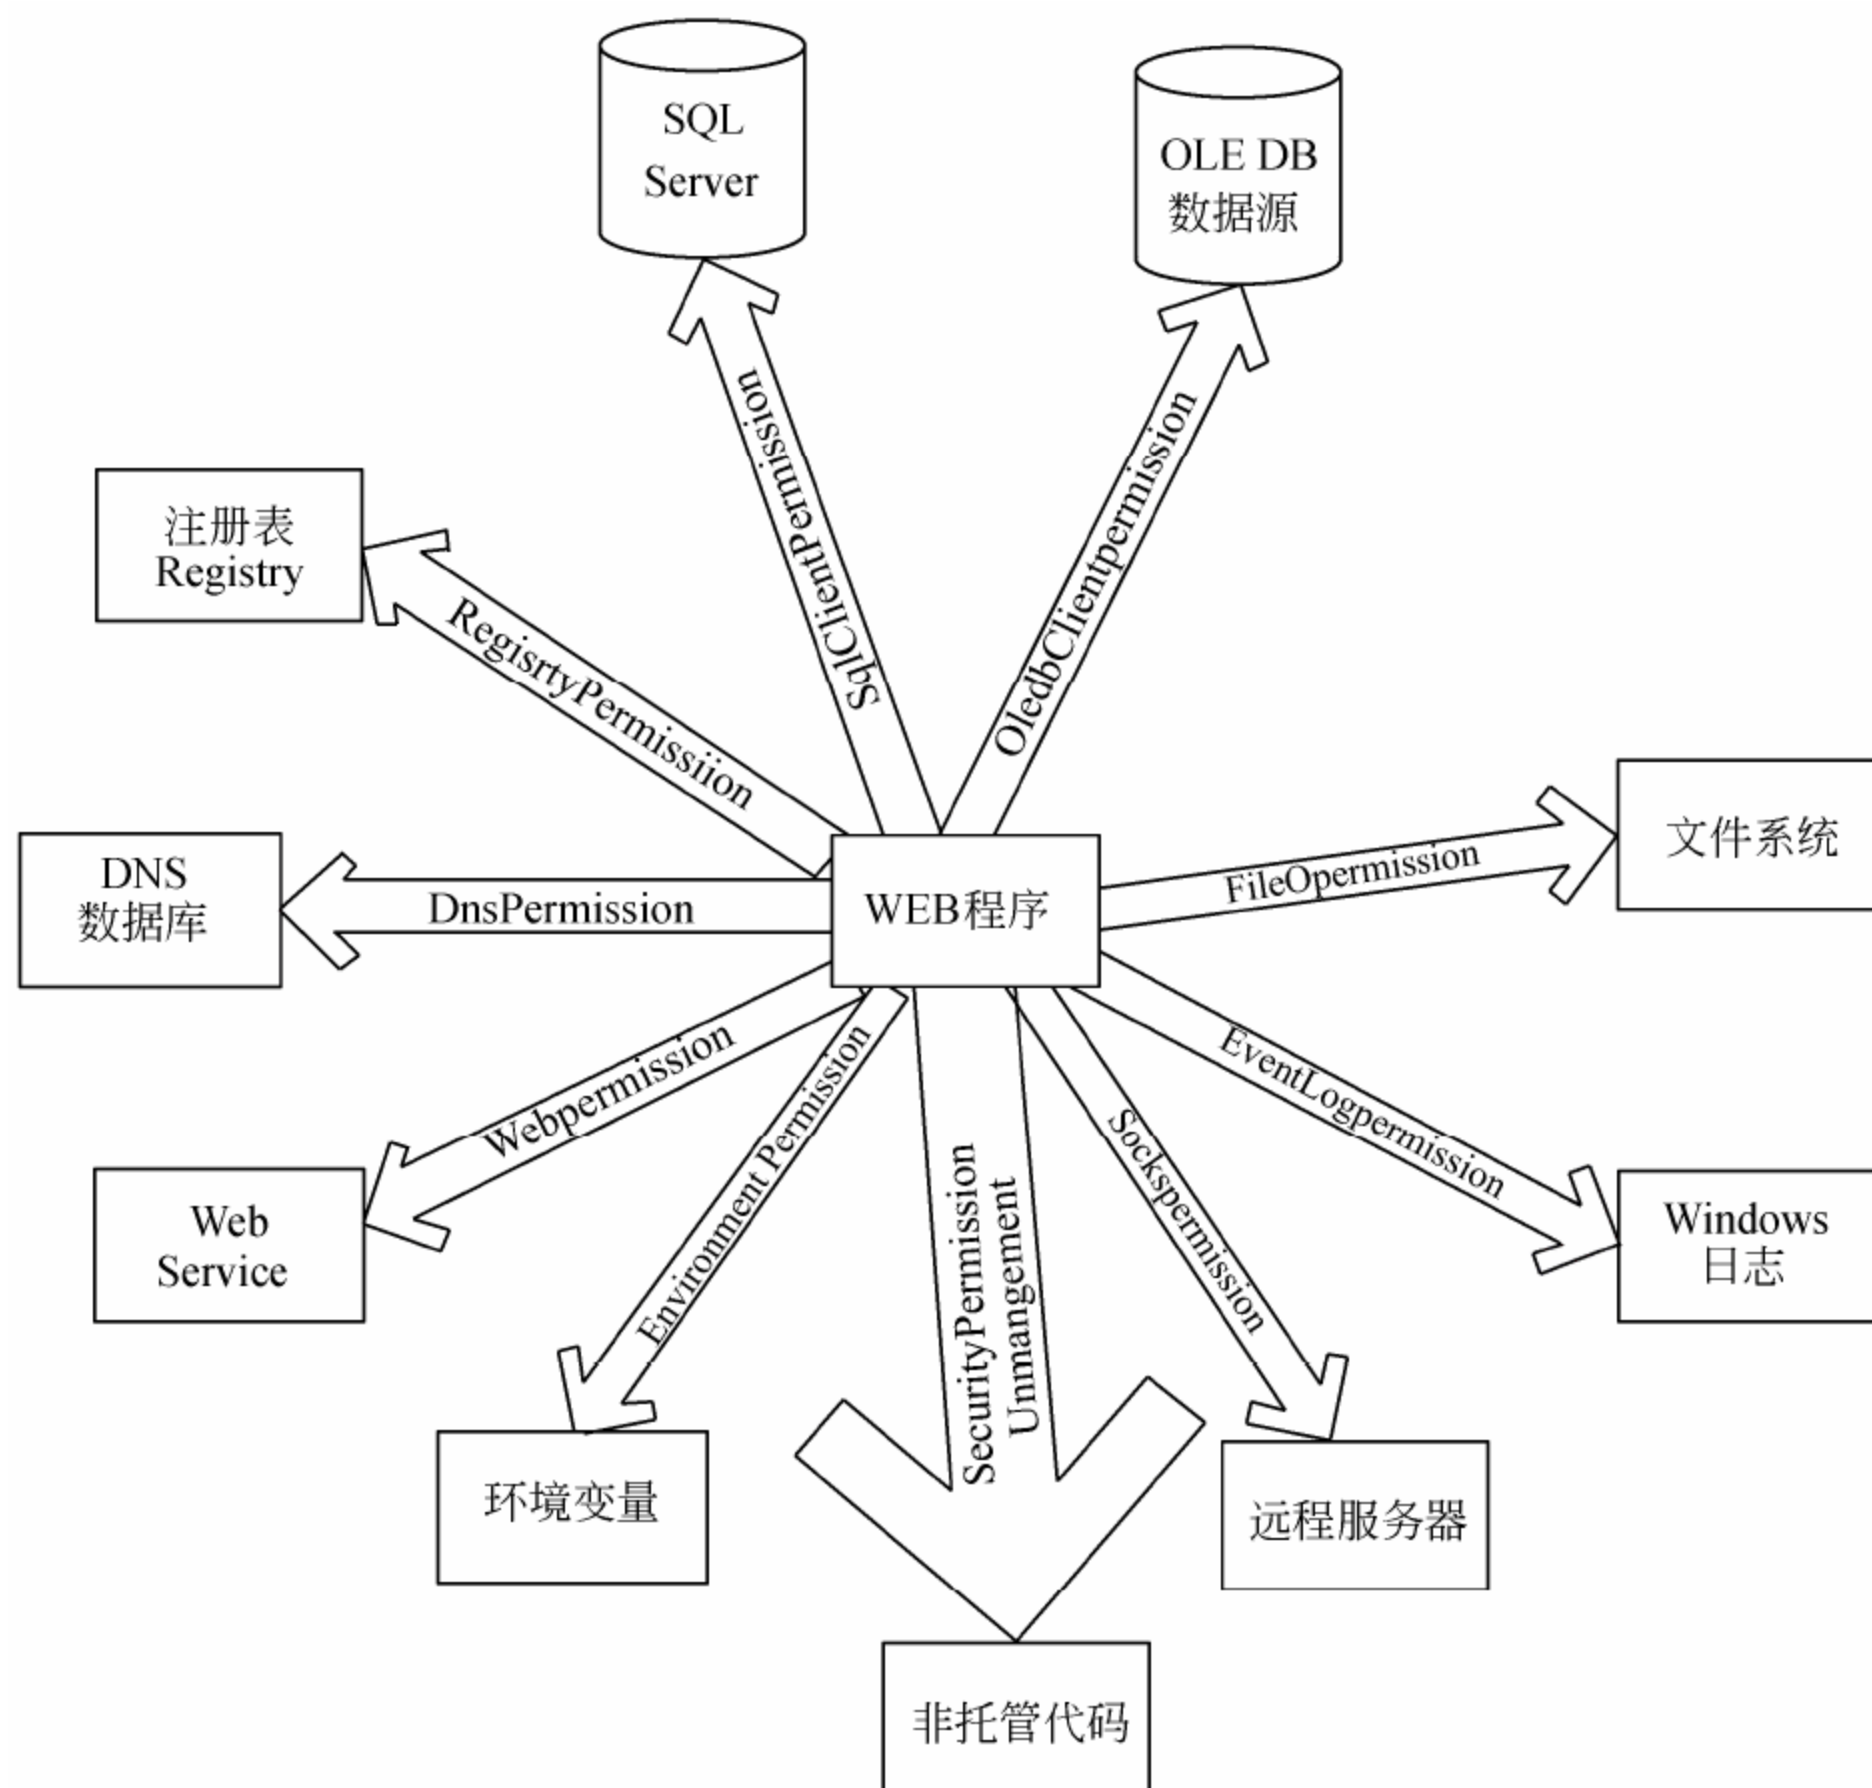 SQL
Server
OLE DB
数据源
SqlClientPermission
OledbClientpermission
注册表
Registry
RegisrtyPermissiion
DNS
数据库
DnsPermission
WEB程序
FileOpermission
文件系统
Webpermission
Web
Service
Environment Permission
环境变量
SecurityPermission
Unmangement
非托管代码
Sockspermission
远程服务器
EventLogpermission
Windows
日志